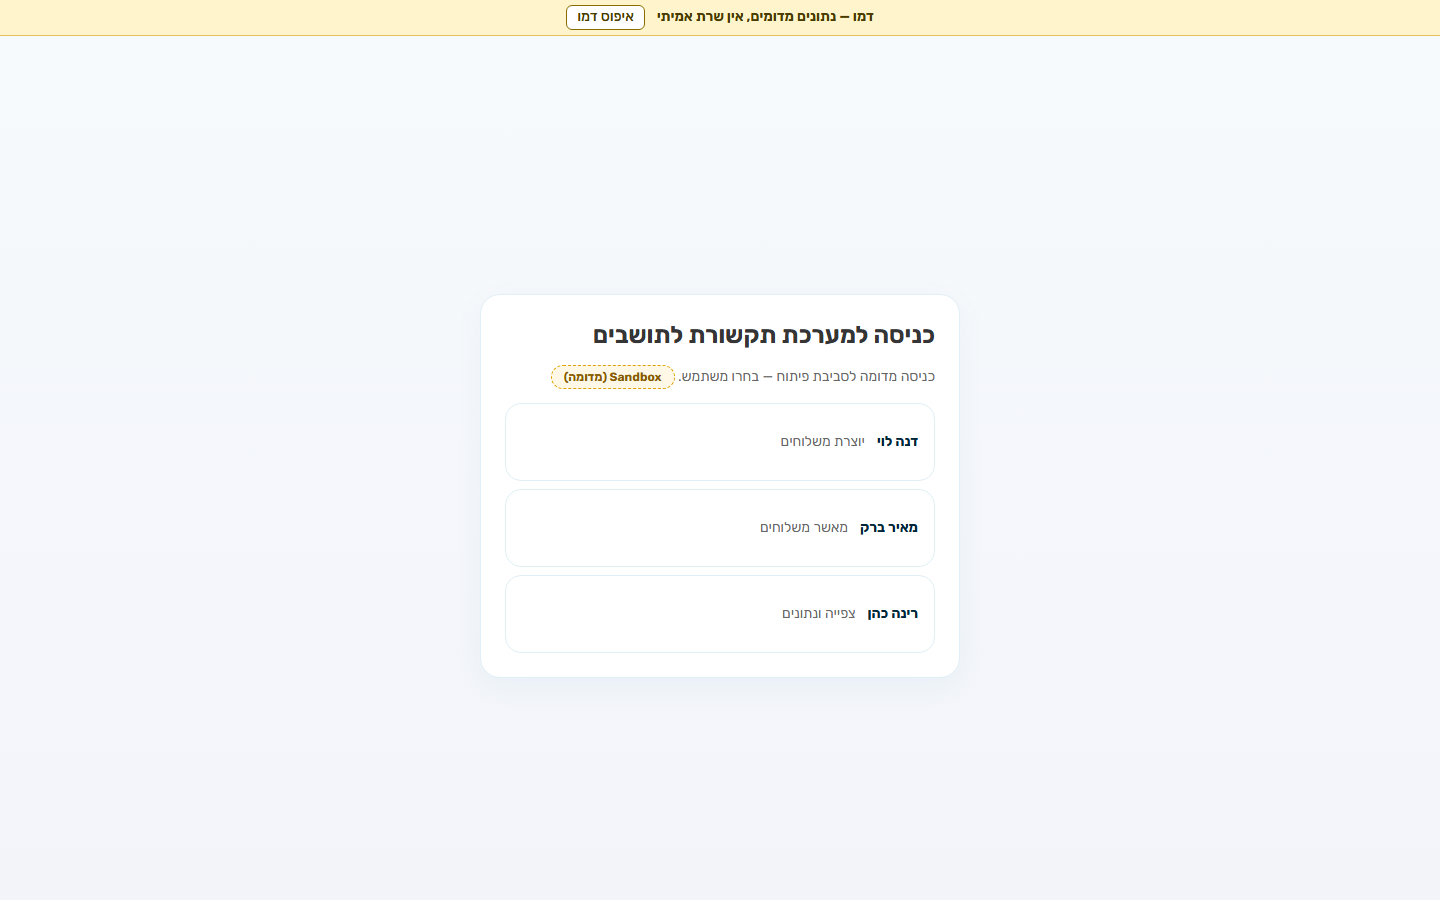 דמו – נתונים מדומים, אין שרת אמיתי איפוס דמו
כניסה למערכת תקשורת לתושבים
כניסה מדומה לסביבת פיתוח – בחרו משתמש. Sandbox (מדומה)
דנה לוי יוצרת משלוחים
מאיר ברק מאשר משלוחים
רינה כהן צפייה ונתונים